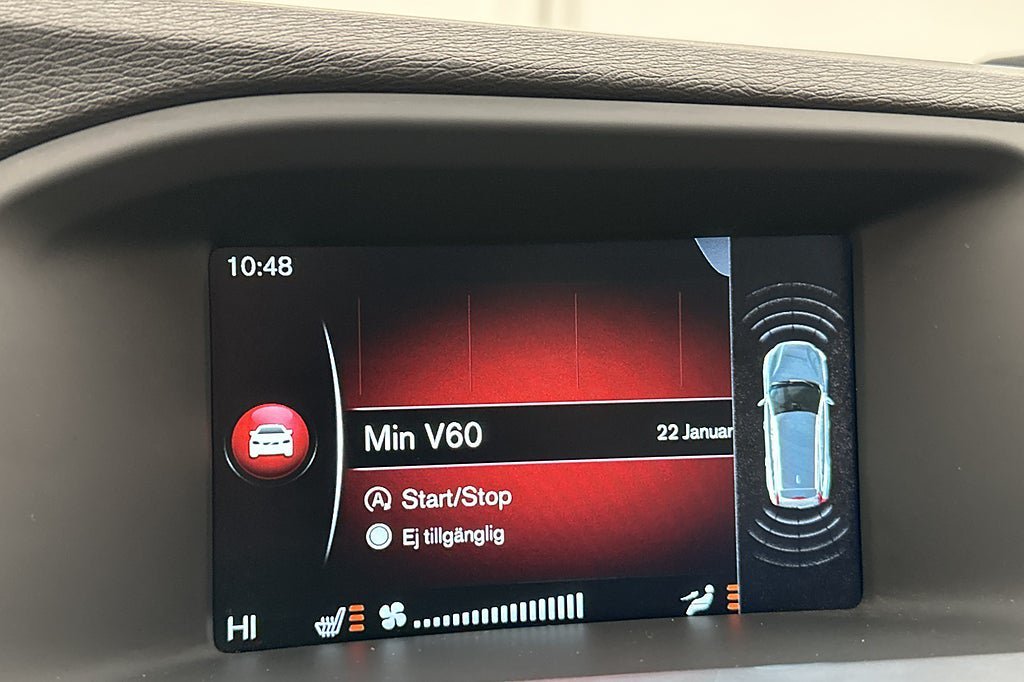 10:48
Min V60
22 Januar
A Start/Stop
Ej tillgänglig
HI